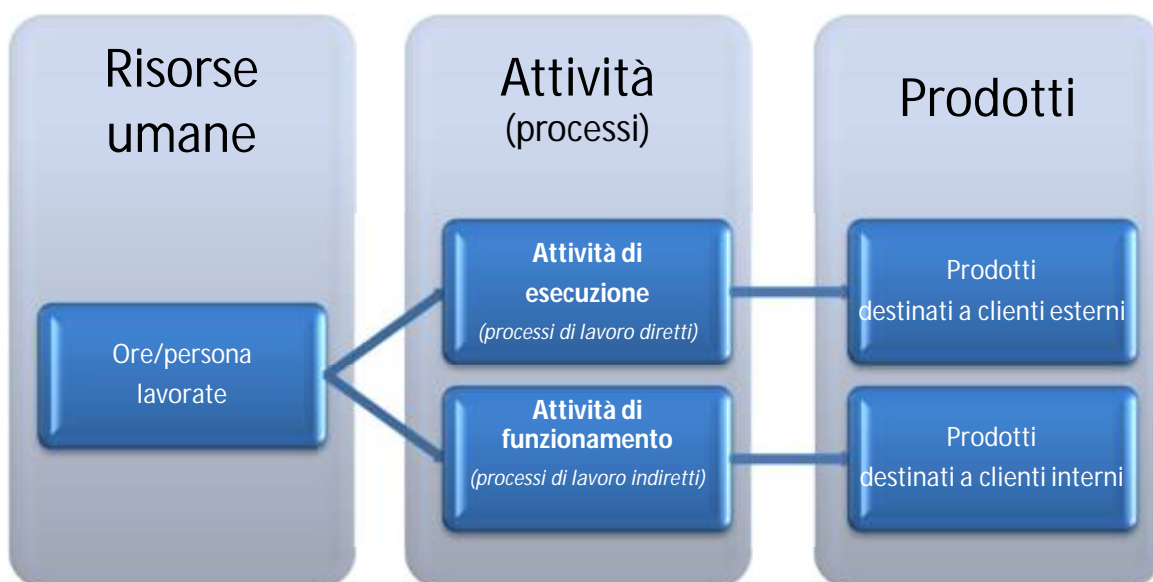 Risorse
umane
Ore/persona
lavorate
Attività
(processi)
Attività di
esecuzione
(processi di lavoro diretti)
Attività di
funzionamento
(processi di lavoro indiretti)
Prodotti
Prodotti
destinati a clienti esterni
Prodotti
destinati a clienti interni